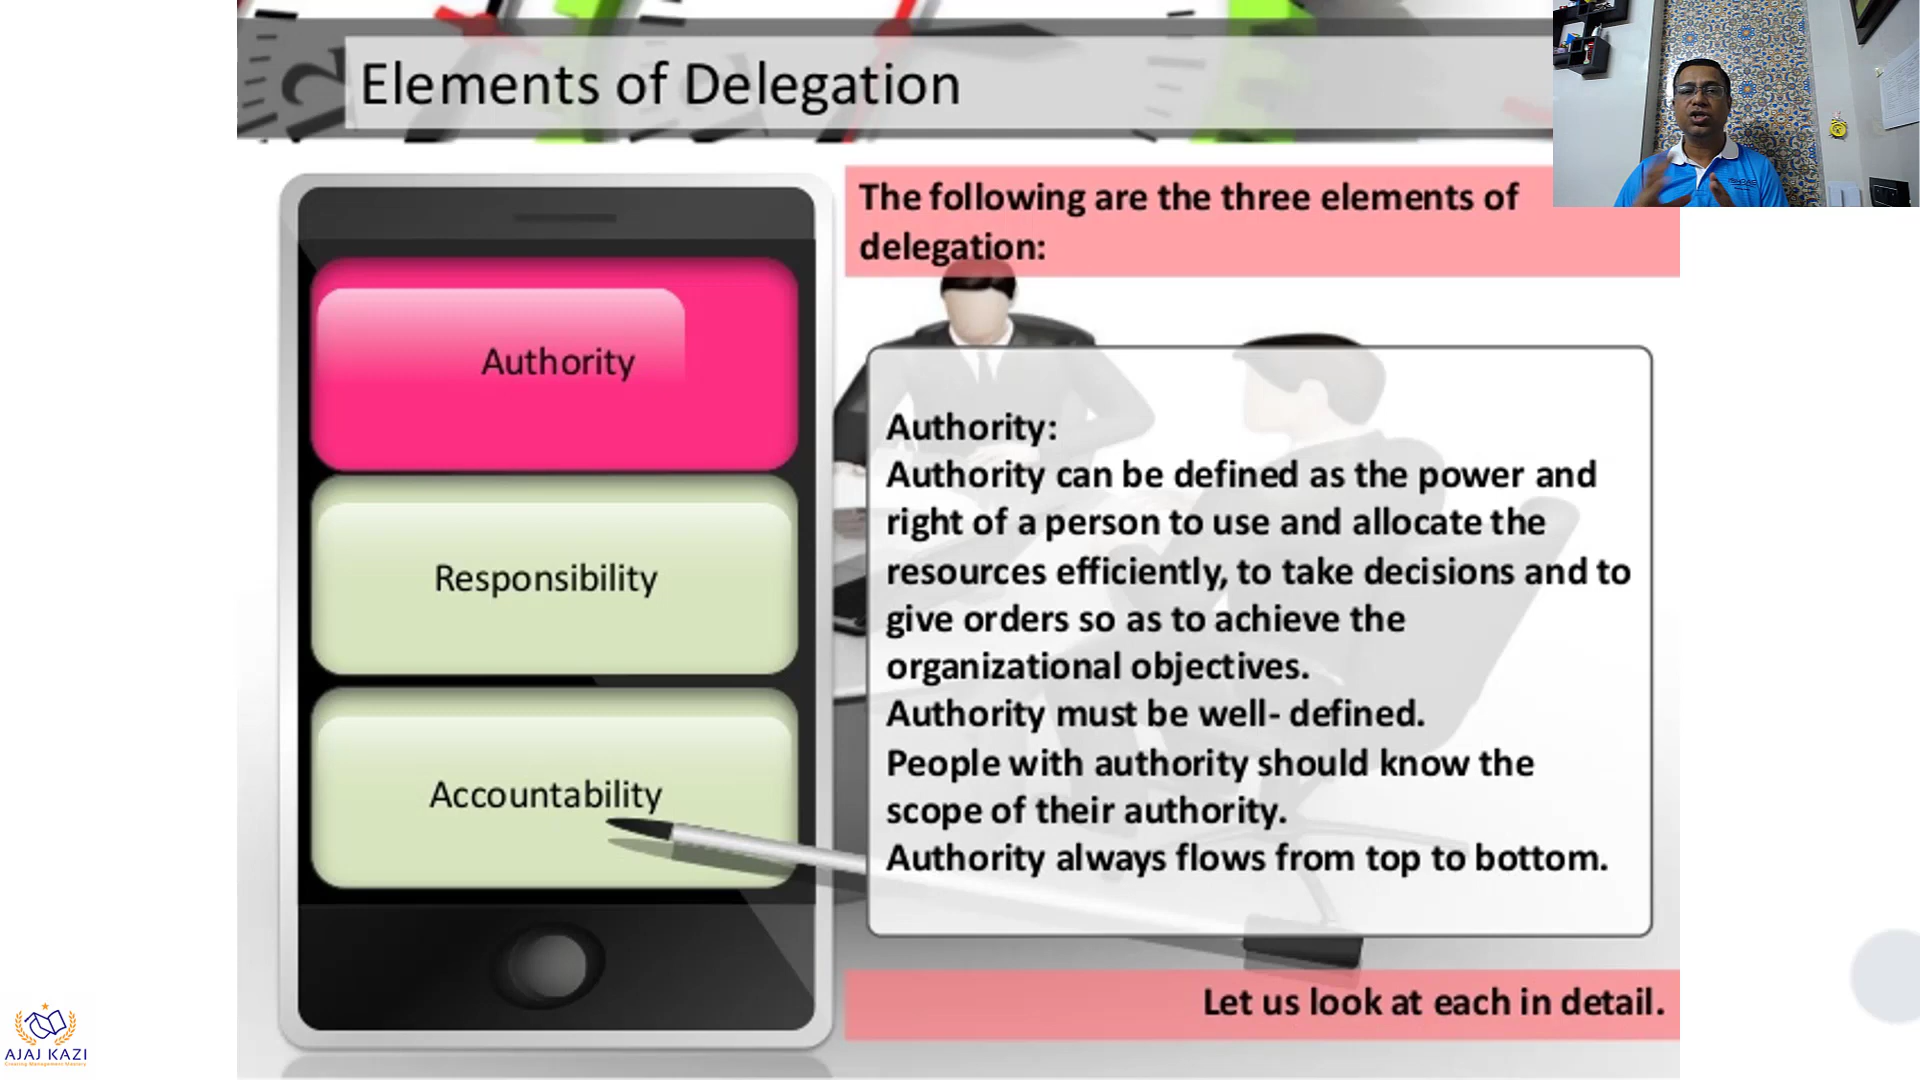 Elements of Delegation
The following are the three elements of
delegation:
Authority
Responsibility
Accountability
Authority:
Authority can be defined as the power and
right of a person to use and allocate the
resources efficiently, to take decisions and to
give orders so as to achieve the
organizational objectives.
Authority must be well- defined.
People with authority should know the
scope of their authority.
Authority always flows from top to bottom.
Let us look at each in detail.
AJAJ KAZI
Creating Management Mastery